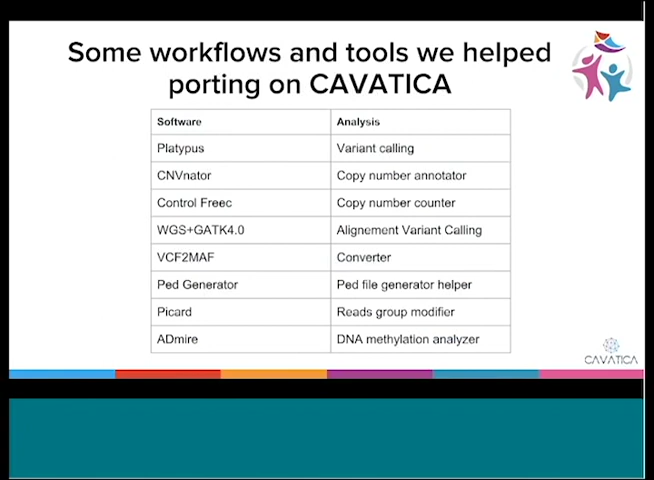 Some workflows and tools we helped
porting on CAVATICA
Software Analysis
Platypus Variant calling
CNVnator Copy number annotator
Control Freec Copy number counter
WGS+GATK4.0 Alignement Variant Calling
VCF2MAF Converter
Ped Generator Ped file generator helper
Picard Reads group modifier
ADmire DNA methylation analyzer
CAVATICA